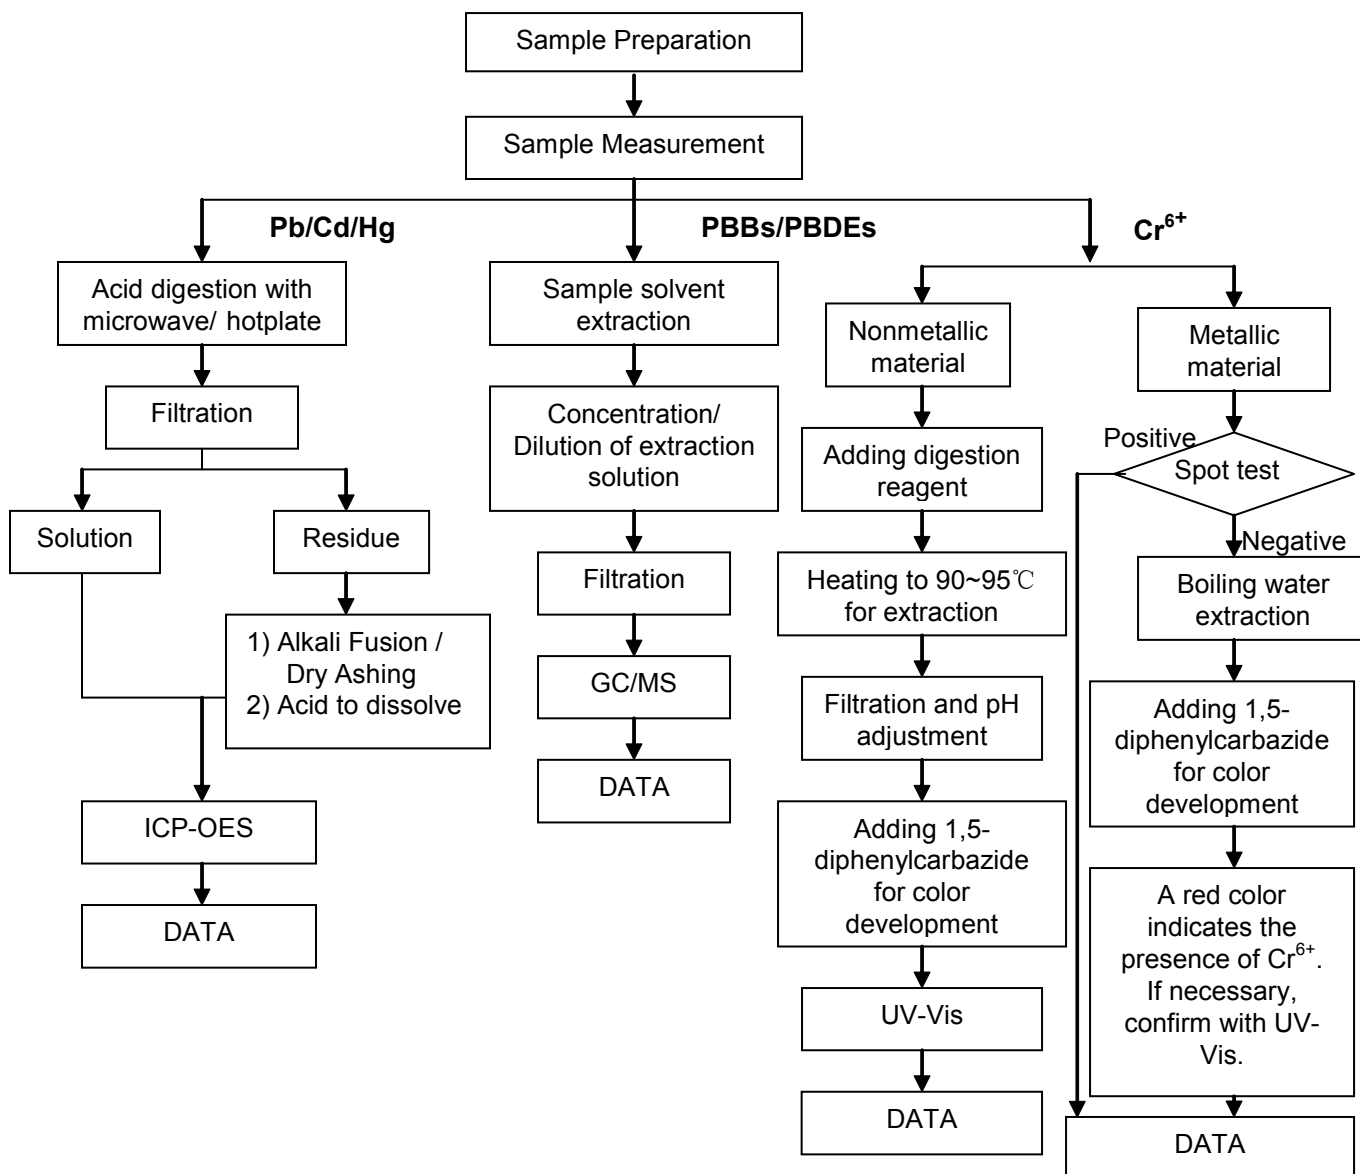 Sample Preparation
Sample Measurement
Pb/Cd/Hg
PBBs/PBDEs
Cr⁶⁺
Acid digestion with
microwave/ hotplate
Filtration
Solution
Residue
1) Alkali Fusion /
Dry Ashing
2) Acid to dissolve
ICP-OES
DATA
Sample solvent
extraction
Concentration/
Dilution of extraction
solution
Filtration
GC/MS
DATA
Nonmetallic
material
Adding digestion
reagent
Heating to 90~95℃
for extraction
Filtration and pH
adjustment
Adding 1,5-
diphenylcarbazide
for color
development
UV-Vis
DATA
Metallic
material
Positive
Spot test
Negative
Boiling water
extraction
Adding 1,5-
diphenylcarbazide
for color
development
A red color
indicates the
presence of Cr⁶⁺.
If necessary,
confirm with UV-
Vis.
DATA